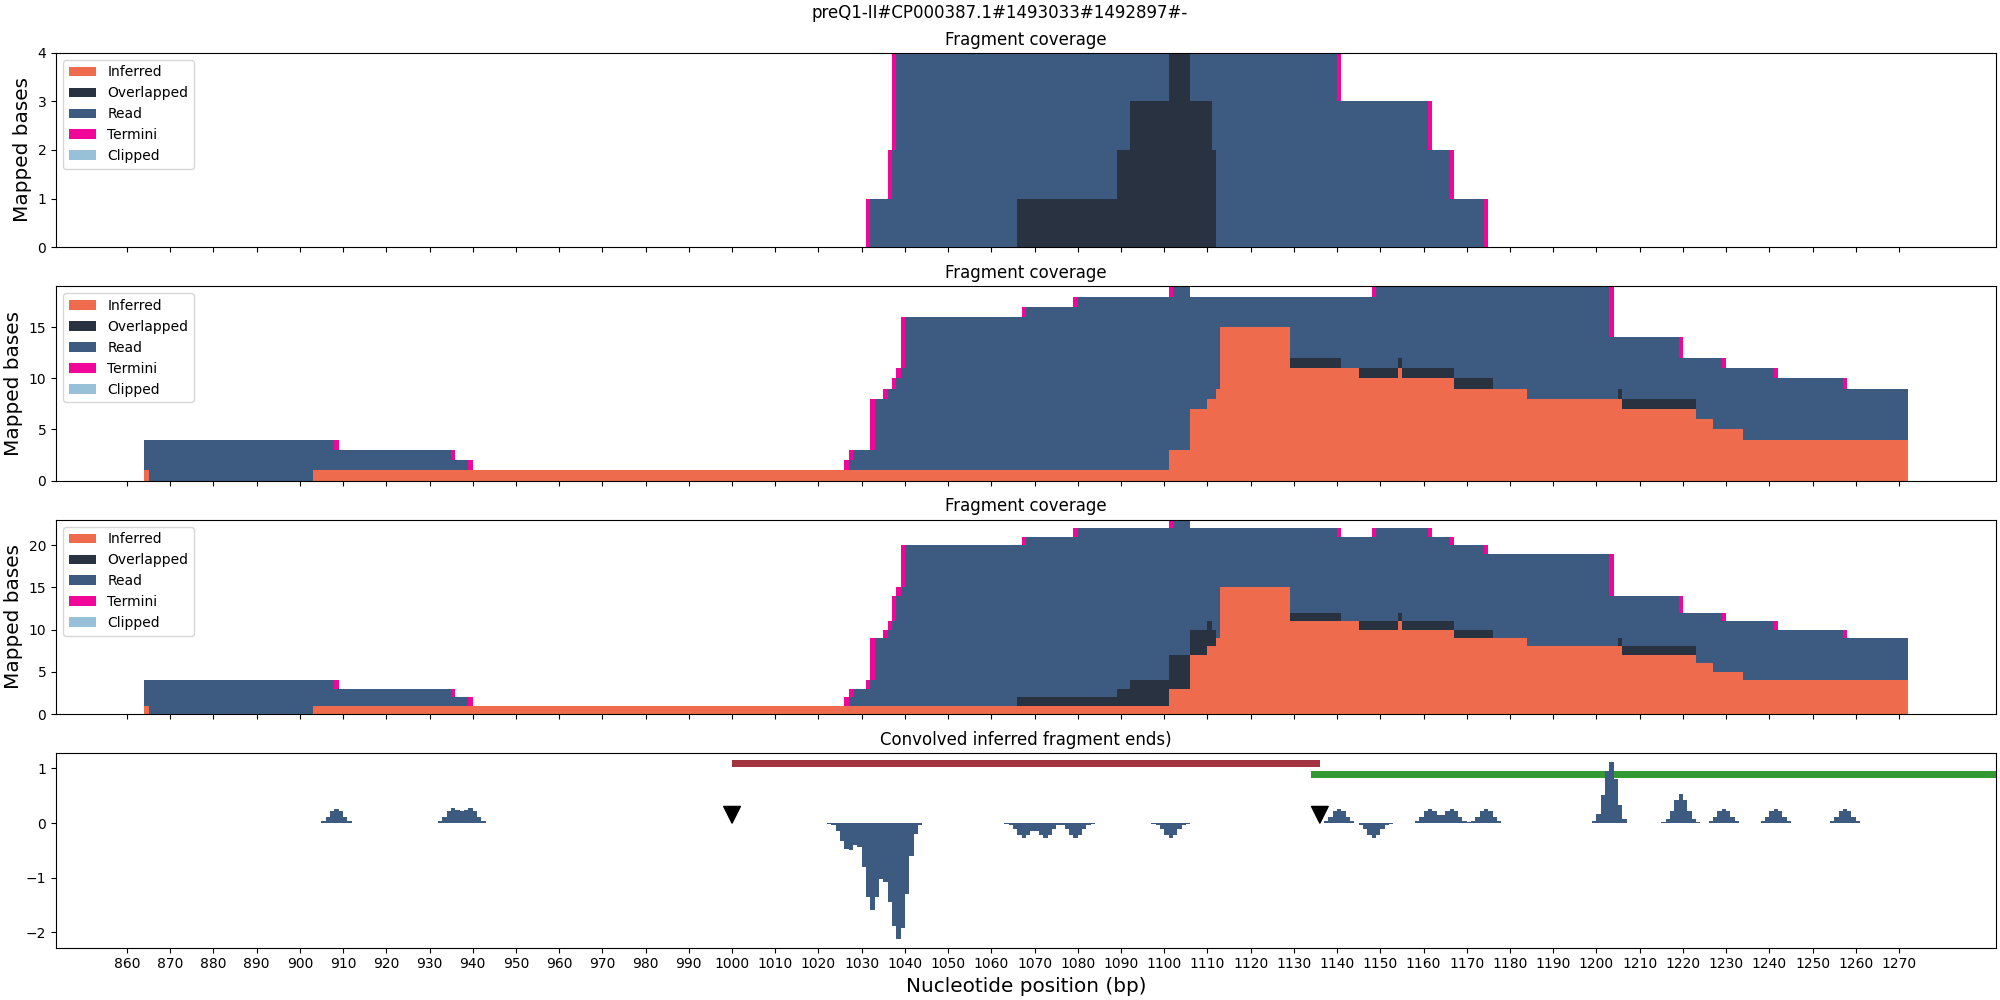 preQ1-II#CP000387.1#1493033#1492897#-
Fragment coverage
Mapped bases
4
3
2
1
0
Inferred
Overlapped
Read
Termini
Clipped
Fragment coverage
Mapped bases
15
10
5
0
Inferred
Overlapped
Read
Termini
Clipped
Fragment coverage
Mapped bases
20
15
10
5
0
Inferred
Overlapped
Read
Termini
Clipped
Convolved inferred fragment ends)
1
0
−1
−2
860 870 880 890 900 910 920 930 940 950 960 970 980 990 1000 1010 1020 1030 1040 1050 1060 1070 1080 1090 1100 1110 1120 1130 1140 1150 1160 1170 1180 1190 1200 1210 1220 1230 1240 1250 1260 1270
Nucleotide position (bp)